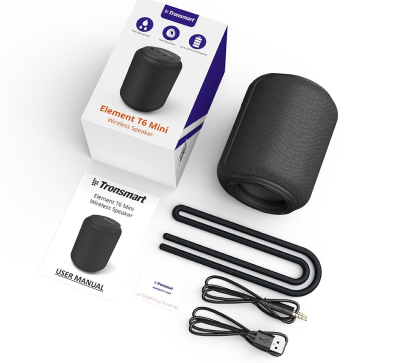 Tronsmart
Element T6 Mini
Wireless Speaker
Tronsmart
Element T6 Mini
Wireless Speaker
USER MANUAL
Tronsmart